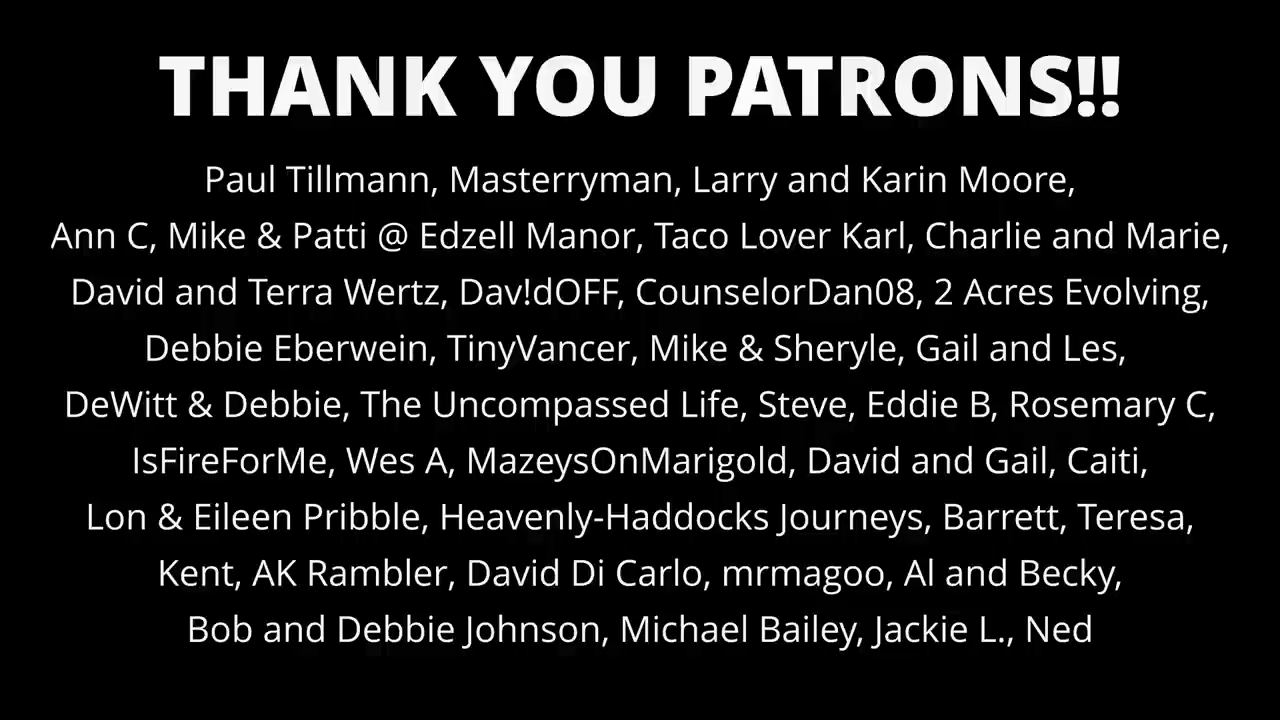 THANK YOU PATRONS!!
Paul Tillmann, Masterryman, Larry and Karin Moore,
Ann C, Mike & Patti @ Edzell Manor, Taco Lover Karl, Charlie and Marie,
David and Terra Wertz, Dav!dOFF, CounselorDan08, 2 Acres Evolving,
Debbie Eberwein, TinyVancer, Mike & Sheryle, Gail and Les,
DeWitt & Debbie, The Uncompassed Life, Steve, Eddie B, Rosemary C,
IsFireForMe, Wes A, MazeysOnMarigold, David and Gail, Caiti,
Lon & Eileen Pribble, Heavenly-Haddocks Journeys, Barrett, Teresa,
Kent, AK Rambler, David Di Carlo, mrmagoo, Al and Becky,
Bob and Debbie Johnson, Michael Bailey, Jackie L., Ned